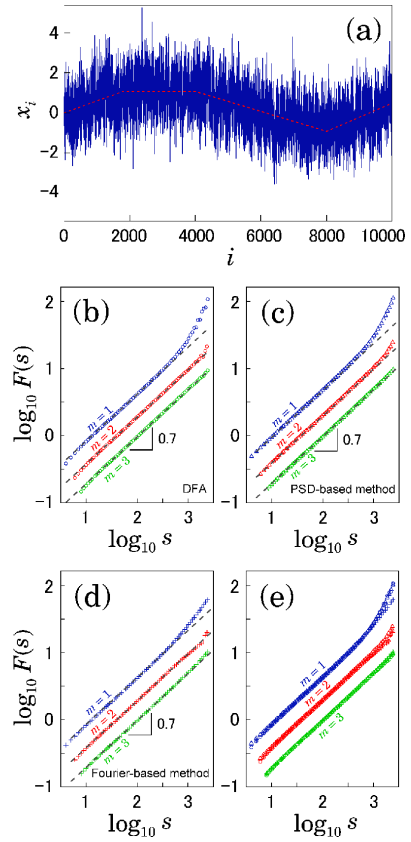 (a)
4
2
0
-2
-4
x_i
0 2000 4000 6000 8000 10000
i
(b)
2
1
0
-1
log₁₀ F(s)
m = 1
m = 2
m = 3
0.7
DFA
1 2 3
log₁₀ s
(c)
m = 1
m = 2
m = 3
0.7
PSD-based method
1 2 3
log₁₀ s
(d)
2
1
0
-1
log₁₀ F(s)
m = 1
m = 2
m = 3
0.7
Fourier-based method
1 2 3
log₁₀ s
(e)
m = 1
m = 2
m = 3
1 2 3
log₁₀ s